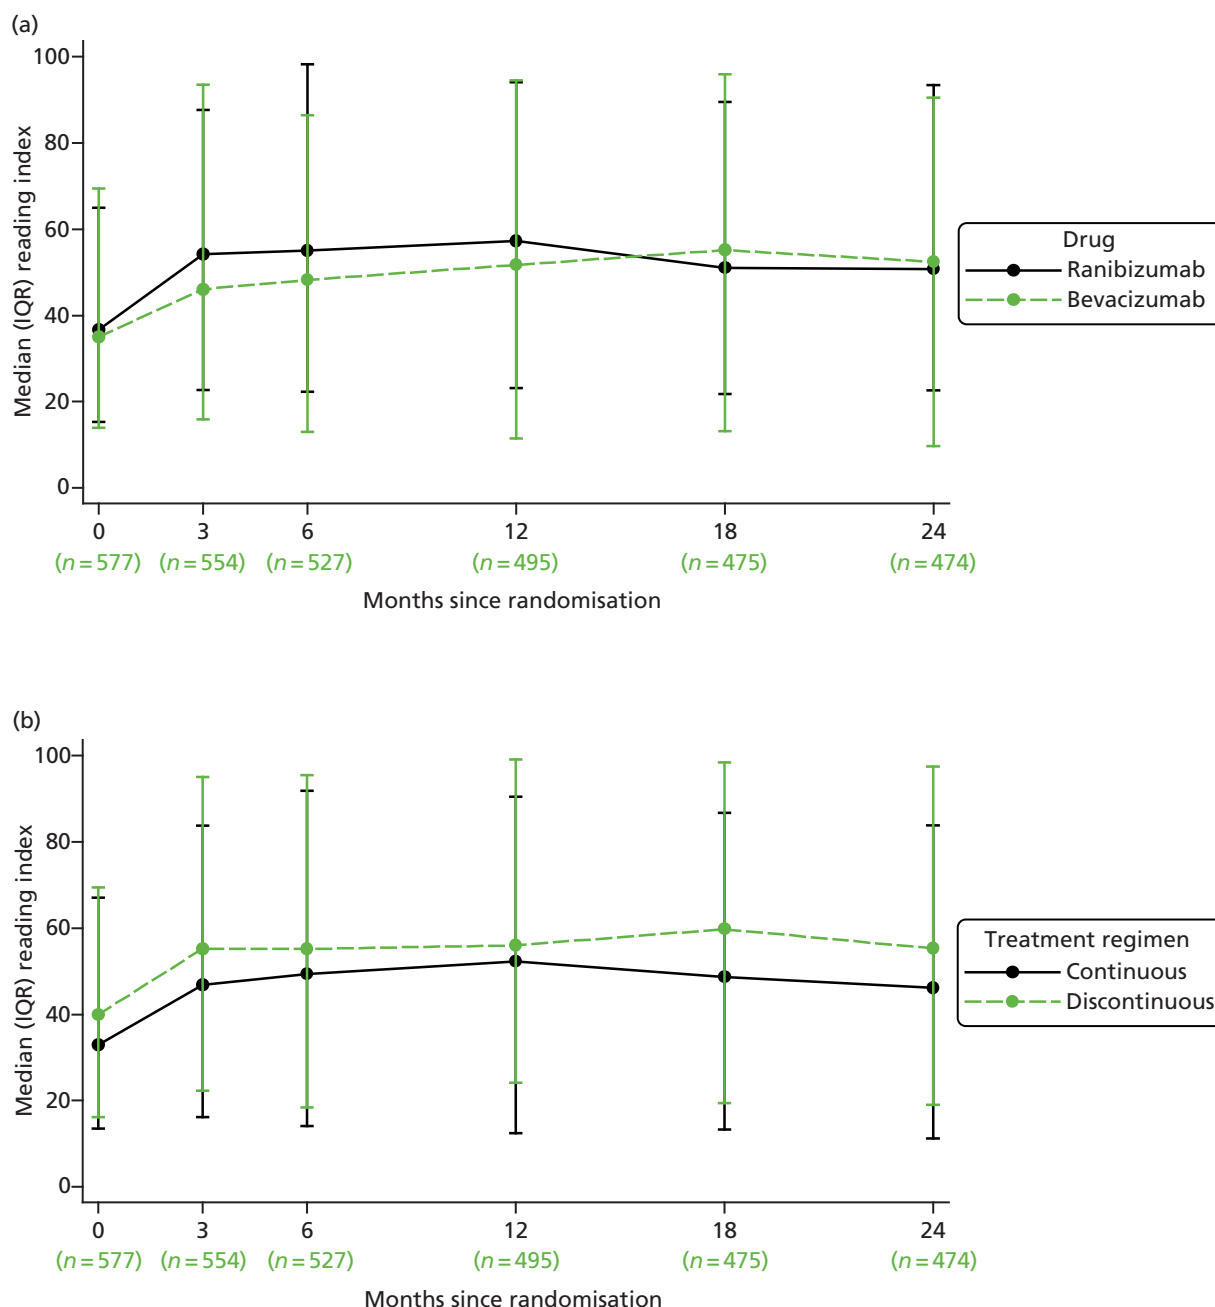 (a)
100
80
60
40
20
0
Median (IQR) reading index
0 3 6 12 18 24
(n=577) (n=554) (n=527) (n=495) (n=475) (n=474)
Months since randomisation
Drug
Ranibizumab
Bevacizumab
(b)
100
80
60
40
20
0
Median (IQR) reading index
0 3 6 12 18 24
(n=577) (n=554) (n=527) (n=495) (n=475) (n=474)
Months since randomisation
Treatment regimen
Continuous
Discontinuous